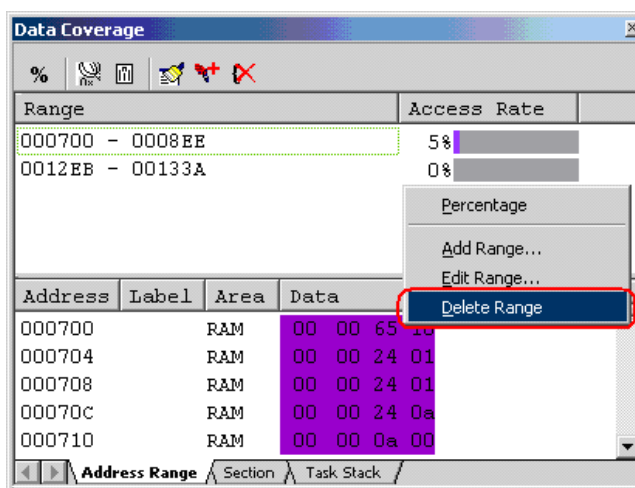 Data Coverage
%
Range Access Rate
000700 - 0008EE 5%
0012EB - 00133A 0%
Percentage
Add Range...
Edit Range...
Delete Range
Address Label Area Data
000700 RAM 00 00 65
000704 RAM 00 00 24 01
000708 RAM 00 00 24 01
00070C RAM 00 00 24 0a
000710 RAM 00 00 0a 00
Address Range Section Task Stack